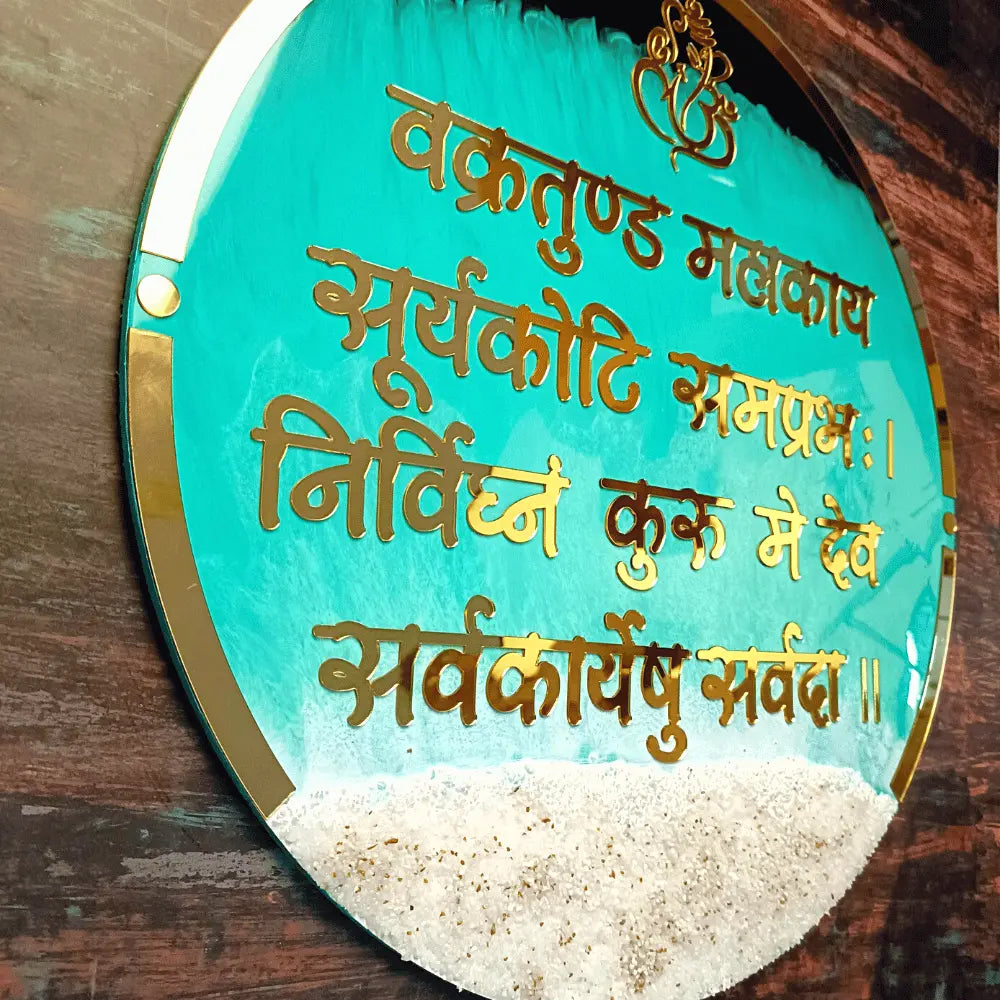 वक्रतुण्ड महाकाय
सूर्यकोटि समप्रभः।
निर्विघ्नं कुरु मे देव
सर्वकार्येषु सर्वदा॥